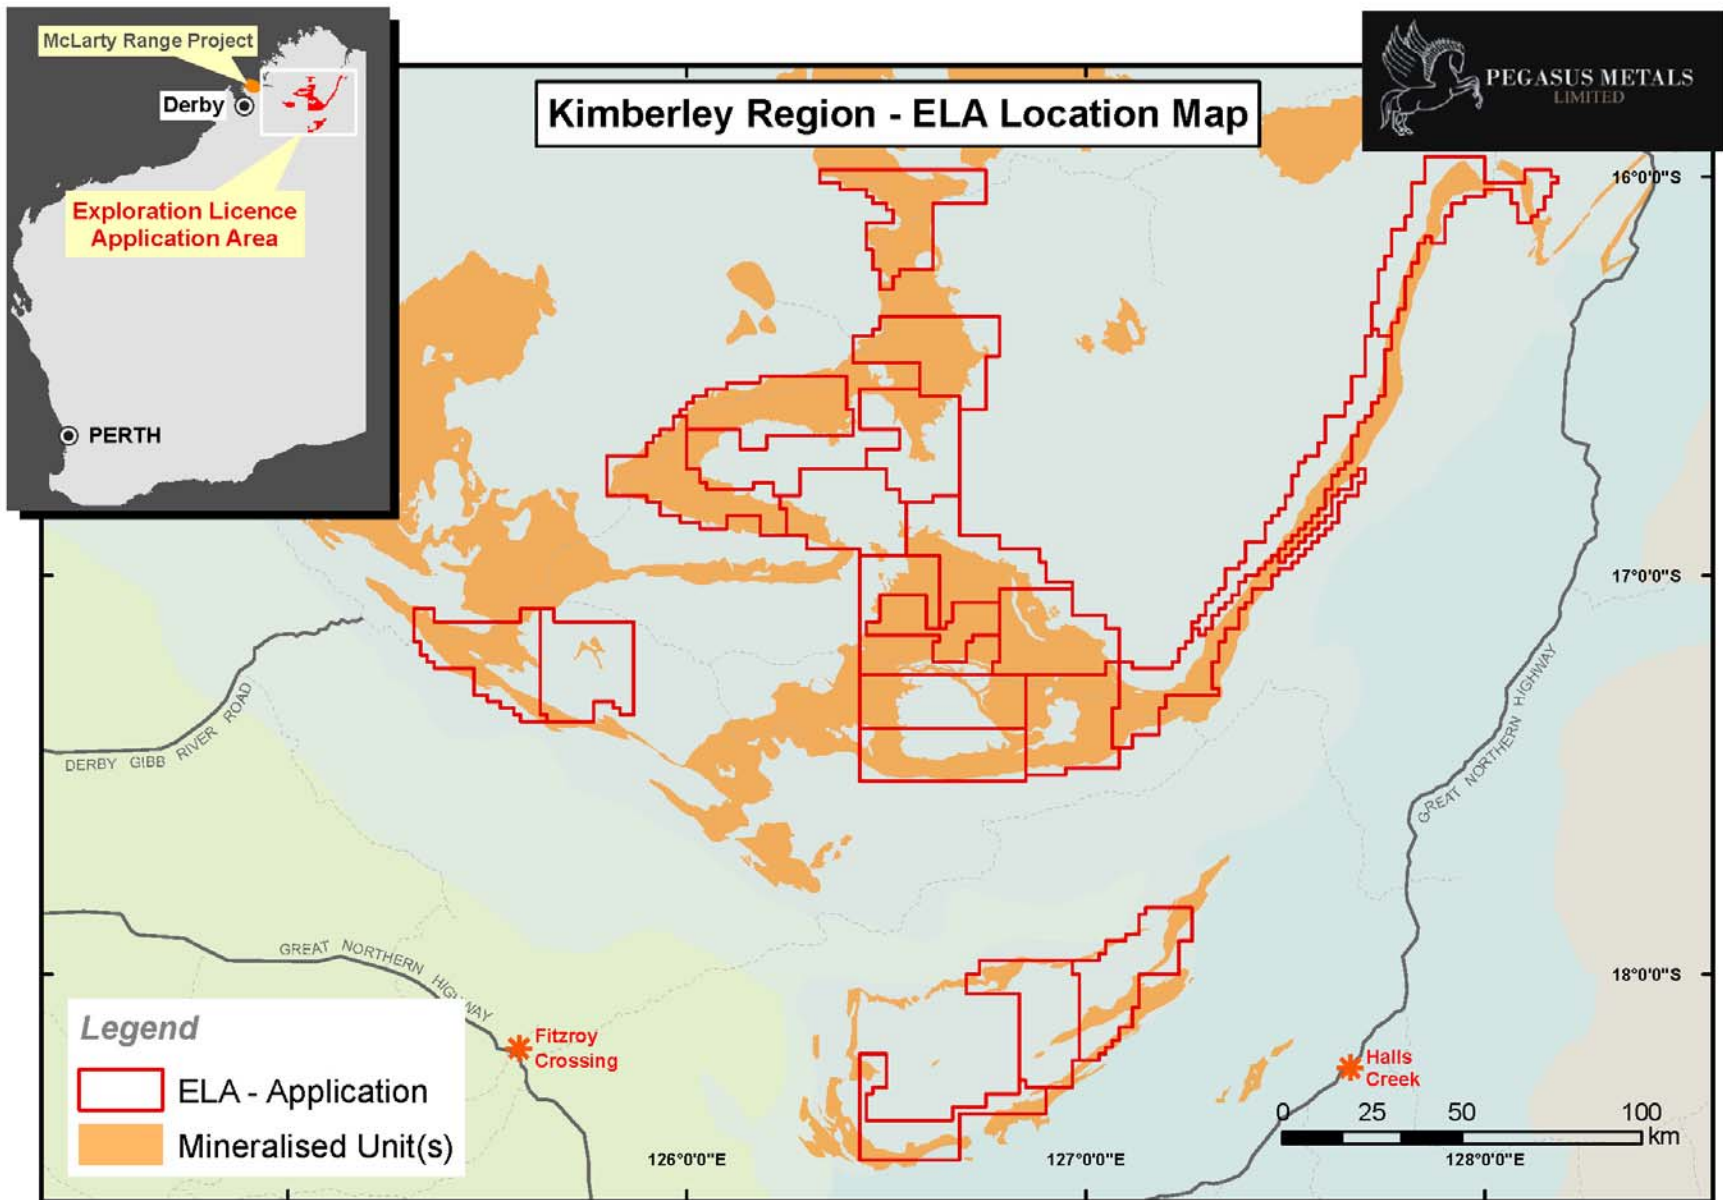 McLarty Range Project
Derby
Exploration Licence
Application Area
PERTH
Kimberley Region - ELA Location Map
PEGASUS METALS
LIMITED
16°0'0"S
17°0'0"S
DERBY GIBB RIVER ROAD
GREAT NORTHERN HIGHWAY
GREAT NORTHERN HIGHWAY
18°0'0"S
Legend
ELA - Application
Mineralised Unit(s)
Fitzroy
Crossing
Halls
Creek
0 25 50 100
km
126°0'0"E
127°0'0"E
128°0'0"E